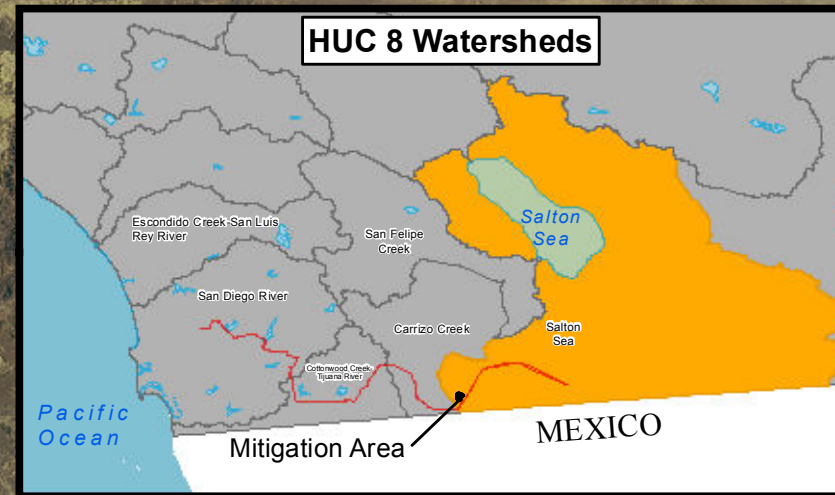 HUC 8 Watersheds
Escondido Creek-San Luis
Rey River
San Felipe
Creek
Salton
Sea
San Diego River
Carrizo Creek
Salton
Sea
Cottonwood Creek-
Tijuana River
Pacific
Ocean
Mitigation Area
MEXICO